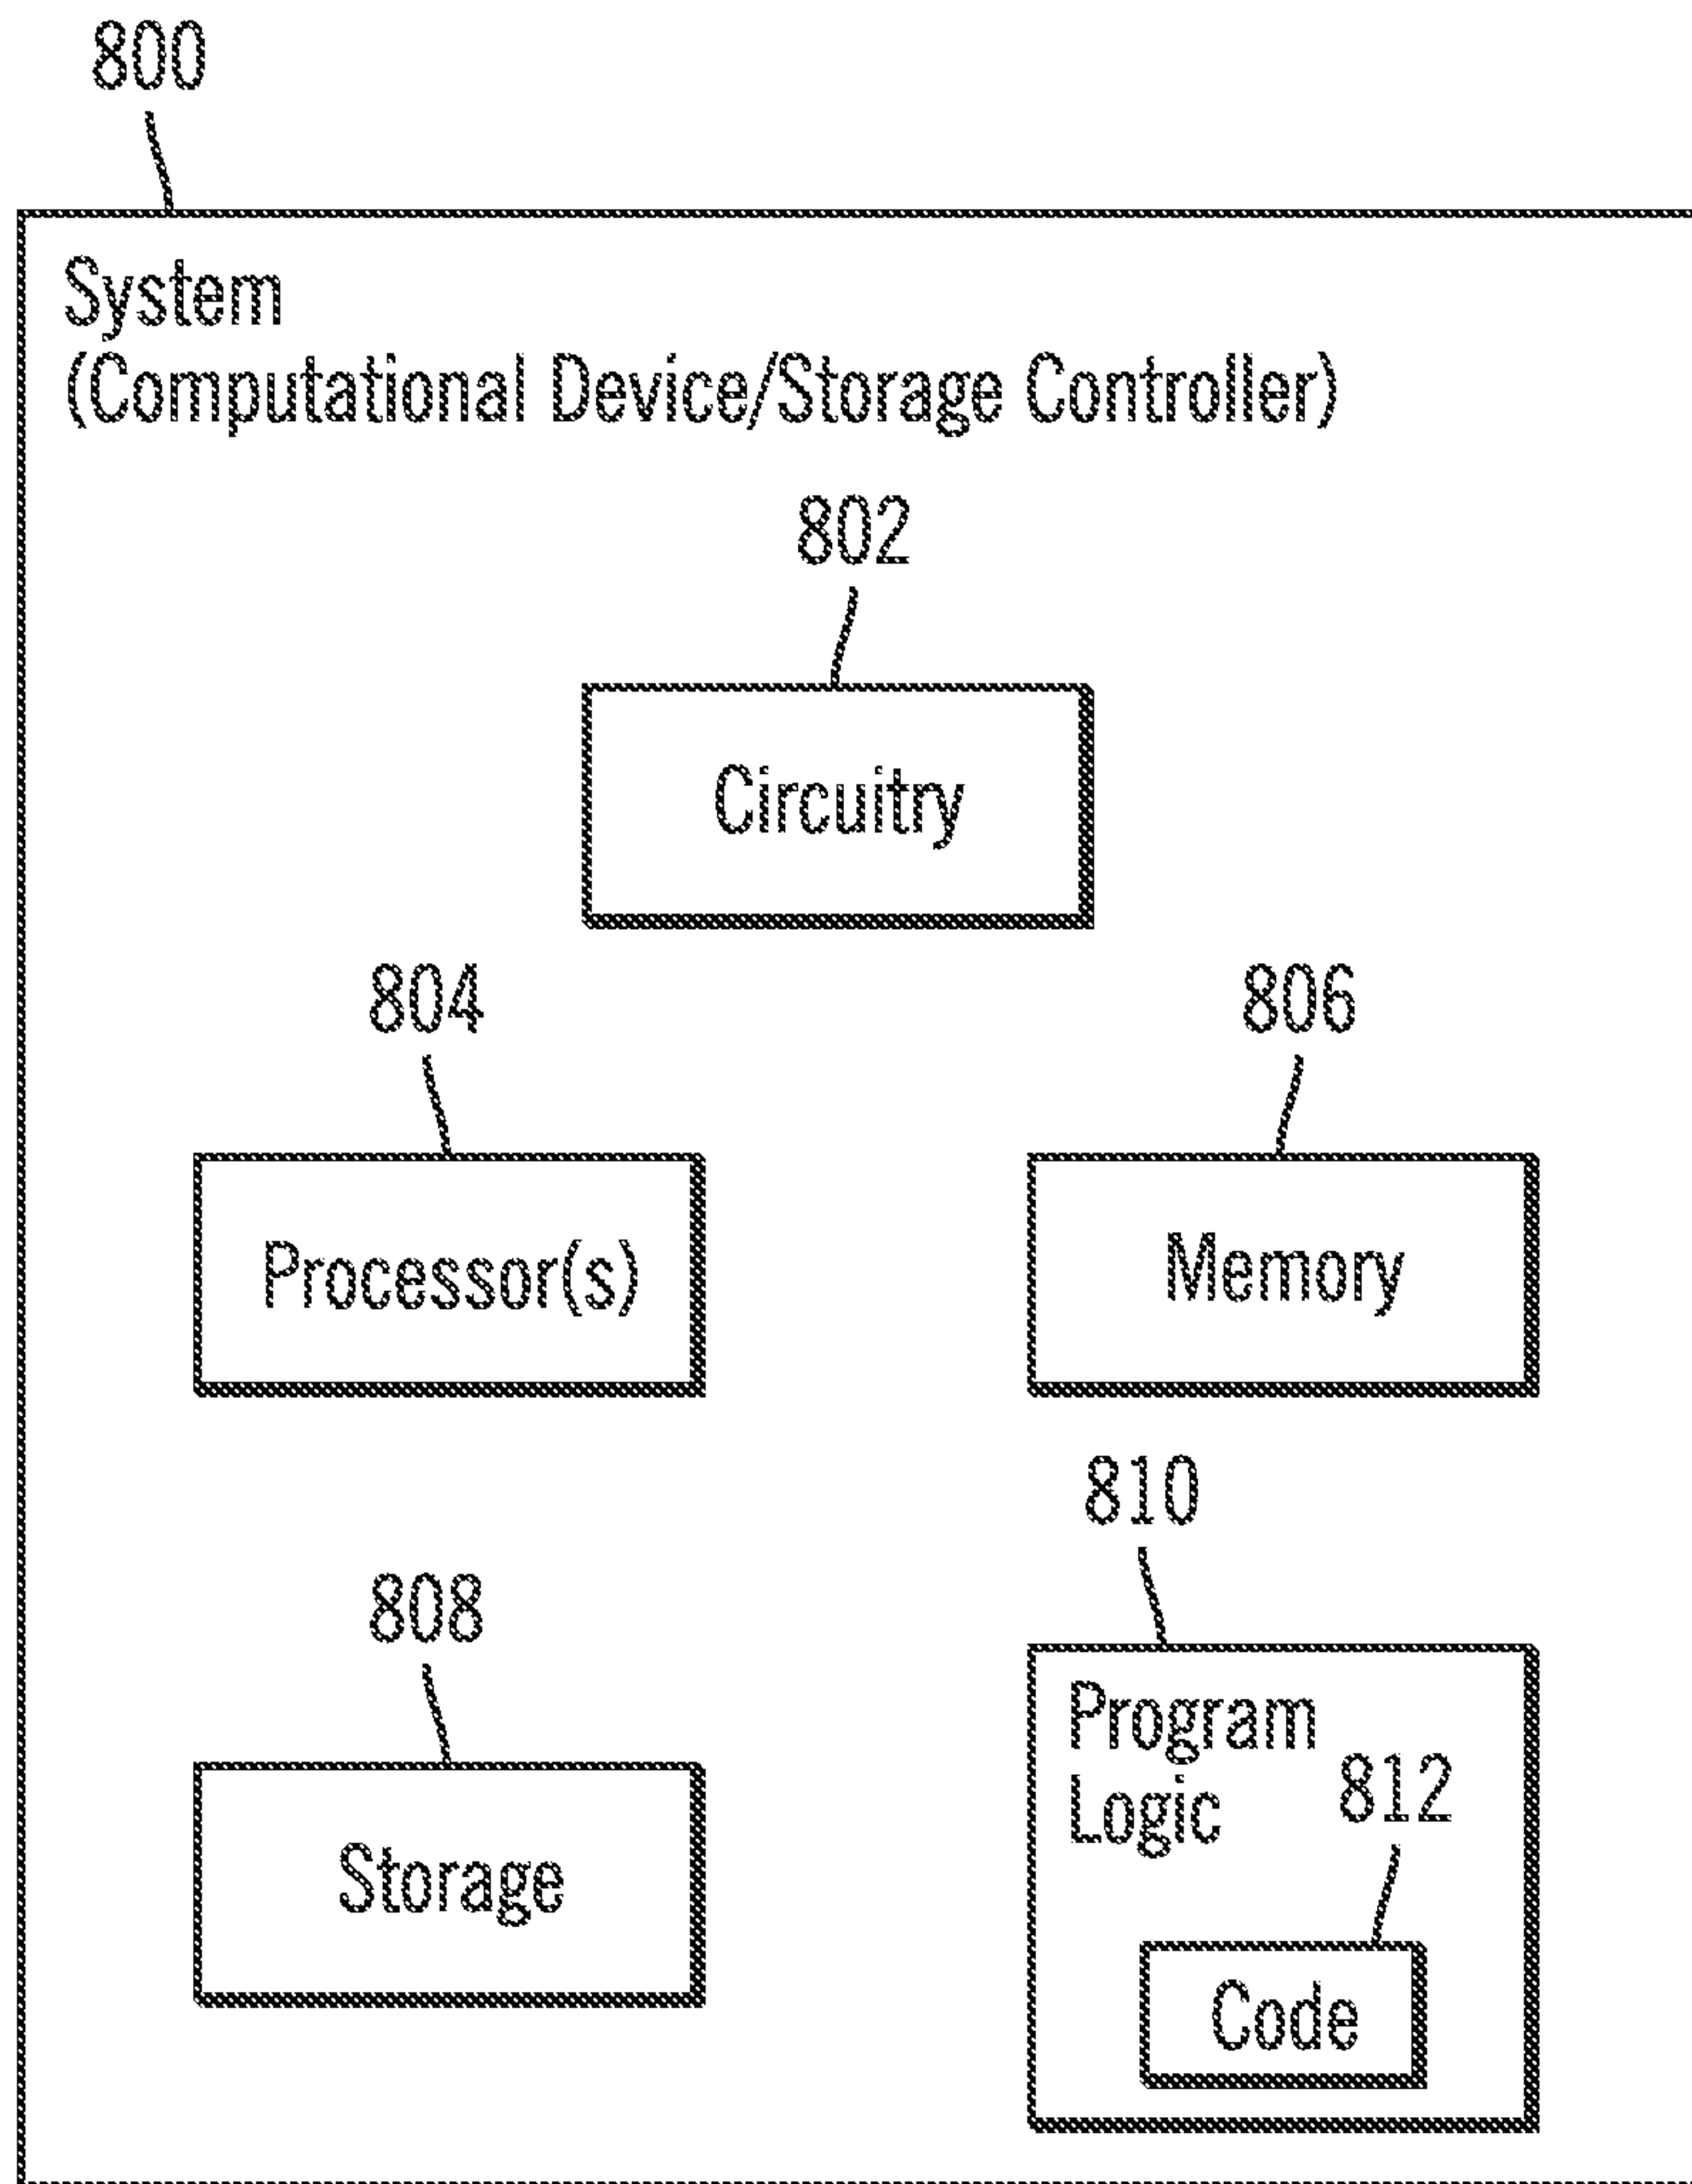 800
System
(Computational Device/Storage Controller)
802
Circuitry
804
806
Processor(s)
Memory
810
808
Program
Logic
812
Storage
Code